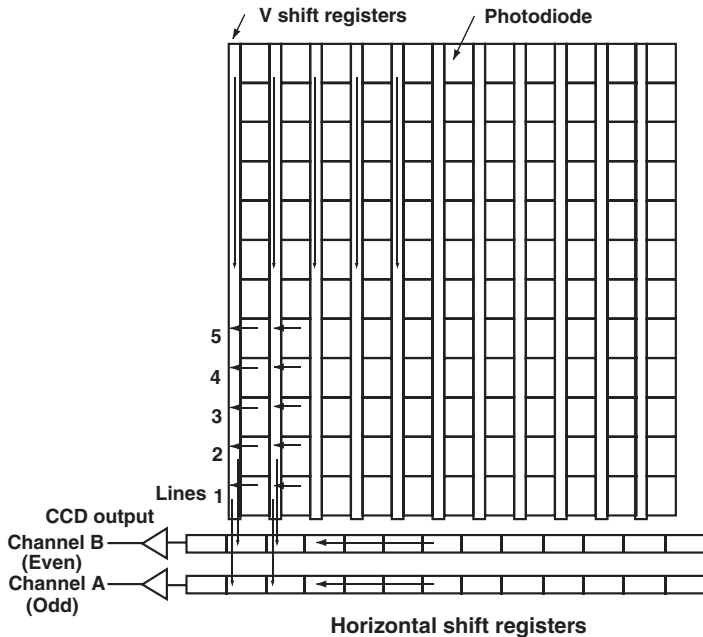 V shift registers
Photodiode
5
4
3
2
Lines 1
CCD output
Channel B
(Even)
Channel A
(Odd)
Horizontal shift registers